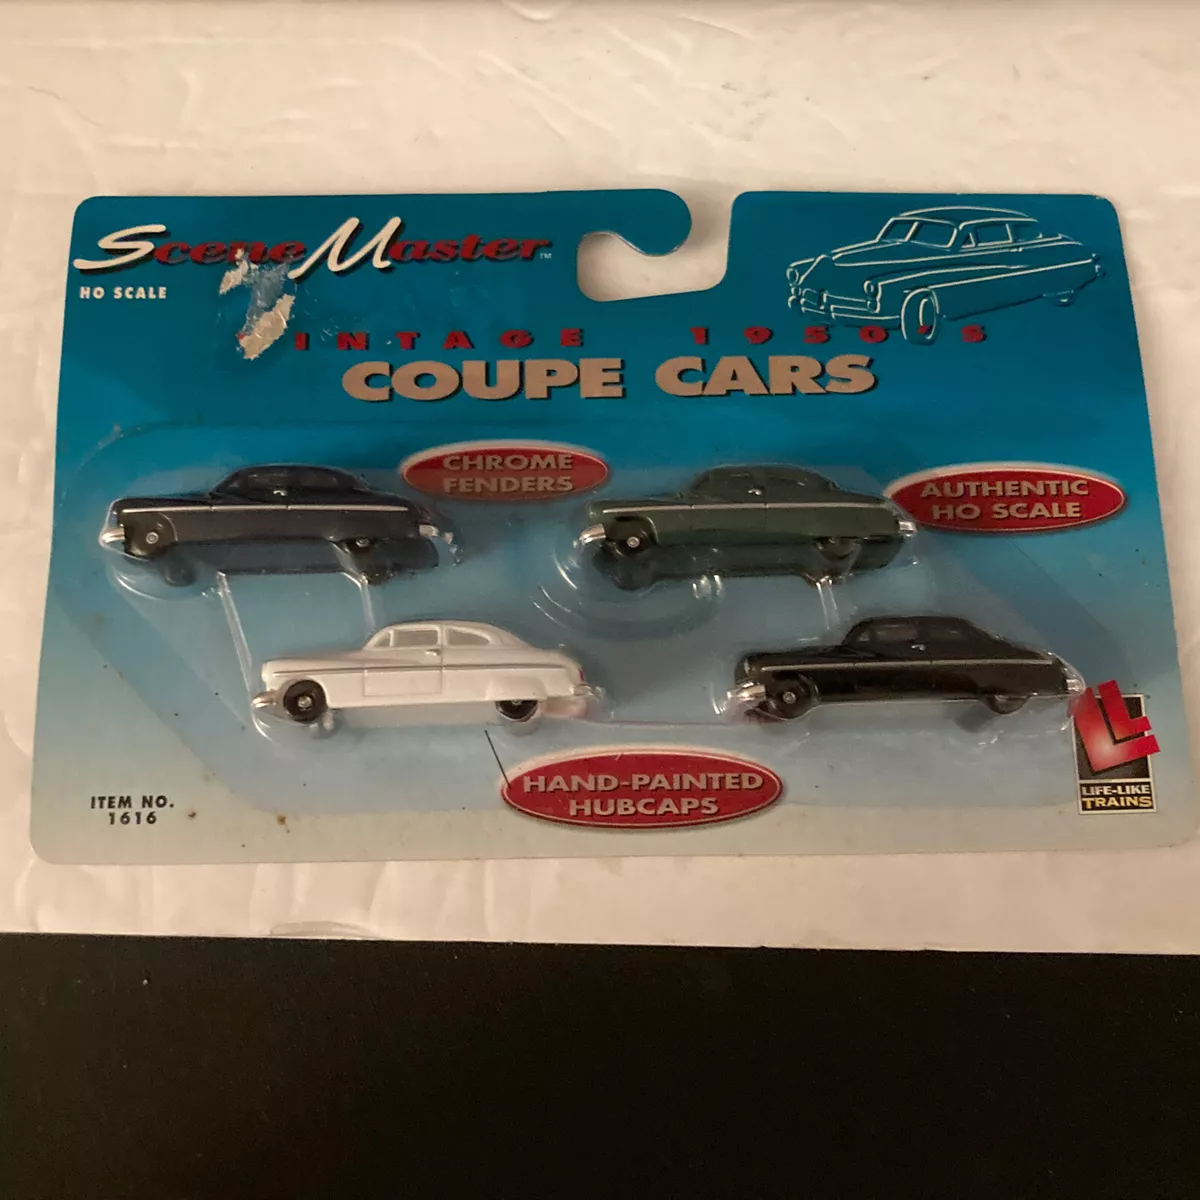 SceneMaster™
HO SCALE
INTAGE 1950'S
COUPE CARS
CHROME
FENDERS
AUTHENTIC
HO SCALE
HAND-PAINTED
HUBCAPS
ITEM NO.
1616
LIFE-LIKE
TRAINS